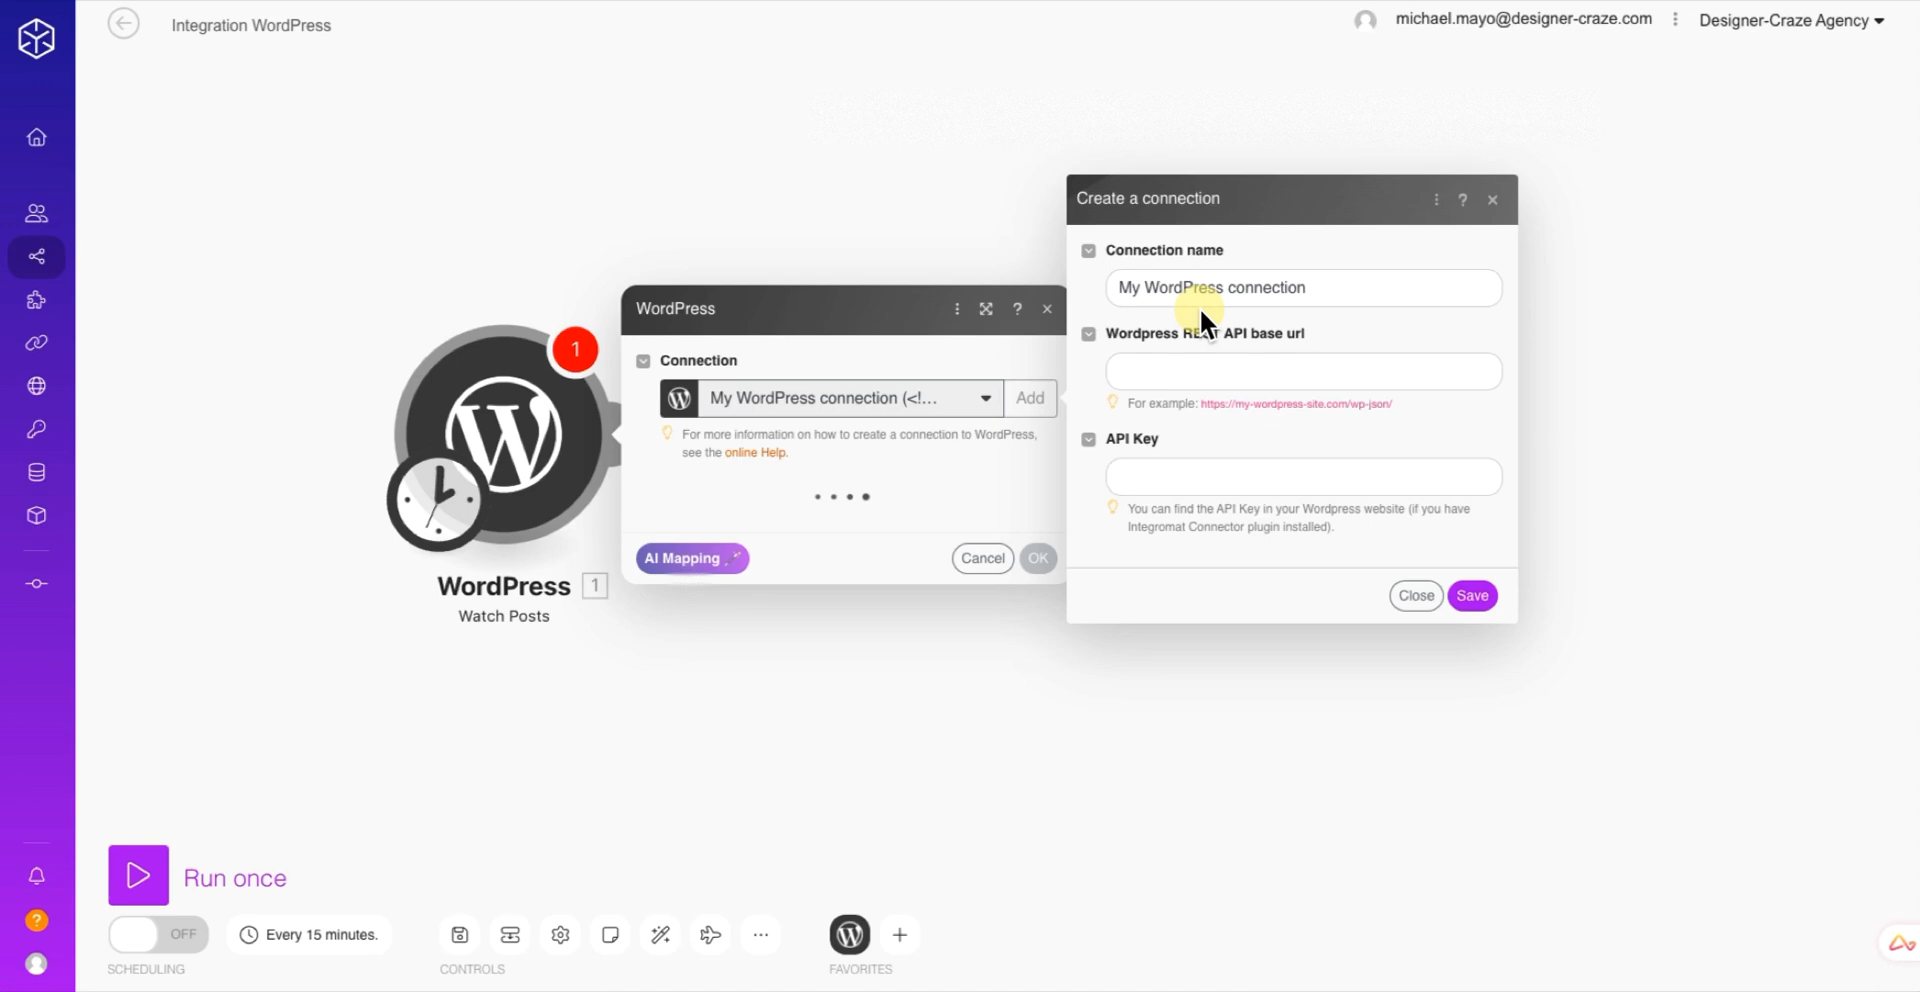 Integration WordPress
michael.mayo@designer-craze.com
Designer-Craze Agency
Create a connection
Connection name
My WordPress connection
Wordpress REST API base url
For example: https://my-wordpress-site.com/wp-json/
API Key
You can find the API Key in your Wordpress website (if you have
Integromat Connector plugin installed).
Close
Save
WordPress
Connection
My WordPress connection (<!...
Add
For more information on how to create a connection to WordPress,
see the online Help.
AI Mapping
Cancel
OK
1
WordPress 1
Watch Posts
Run once
OFF
Every 15 minutes.
SCHEDULING
CONTROLS
FAVORITES